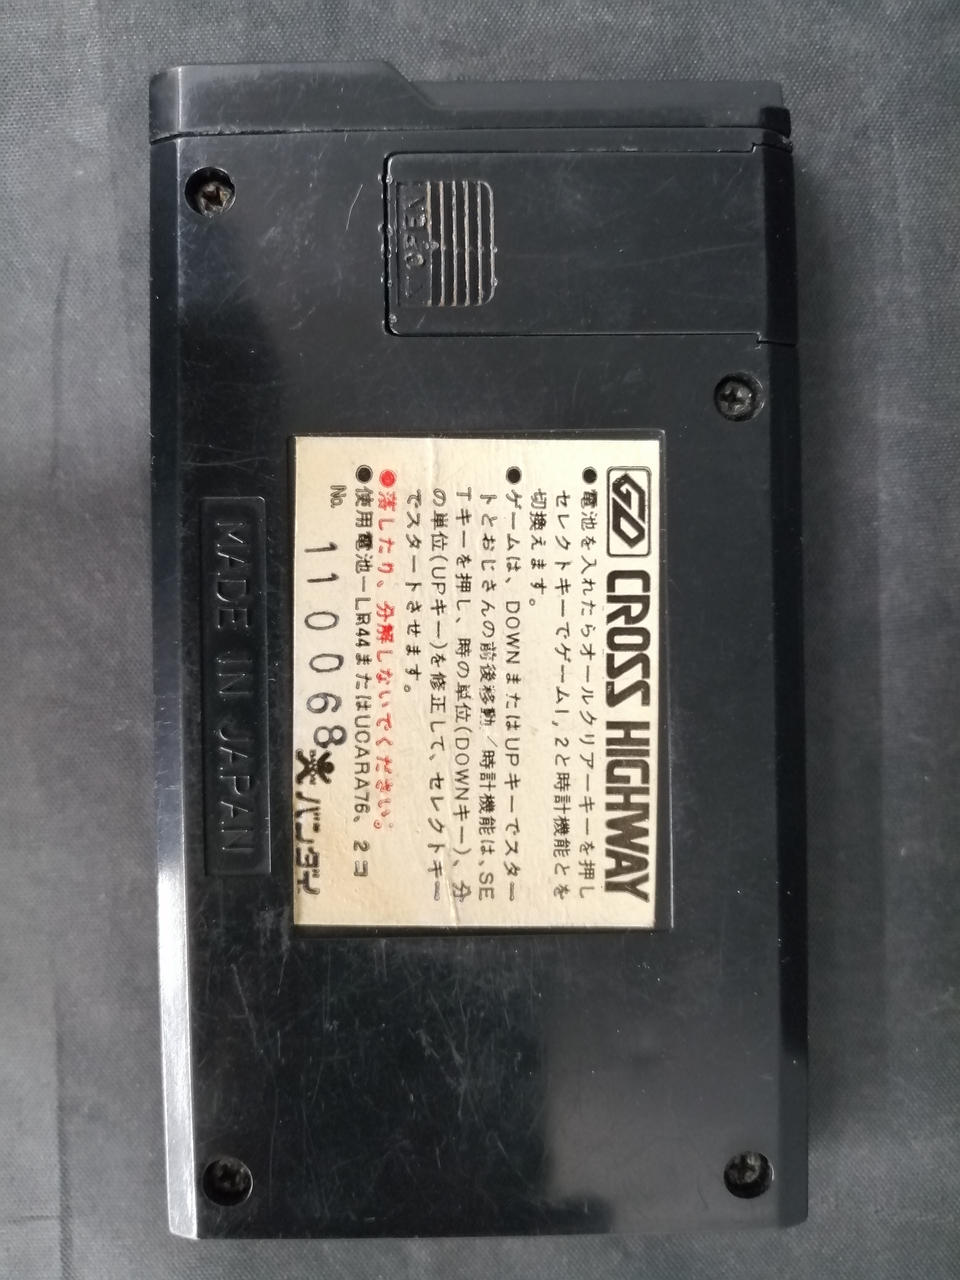 OPEN
GD CROSS HIGHWAY
●電池を入れたらオールクリアーキーを押し
セレクトキーでゲーム1, 2と時計機能とを
切換えます。
●ゲームは、DOWNまたはUPキーでスター
トとおじさんの前後移動／時計機能は、SE
Tキーを押し、時の単位(DOWNキー)、分
の単位(UPキー)を修正して、セレクトキー
でスタートさせます。
●落したり、分解しないでください。
●使用電池－LR44またはUCARA76、2コ
No. 110068
BANDAI バンダイ
MADE IN JAPAN